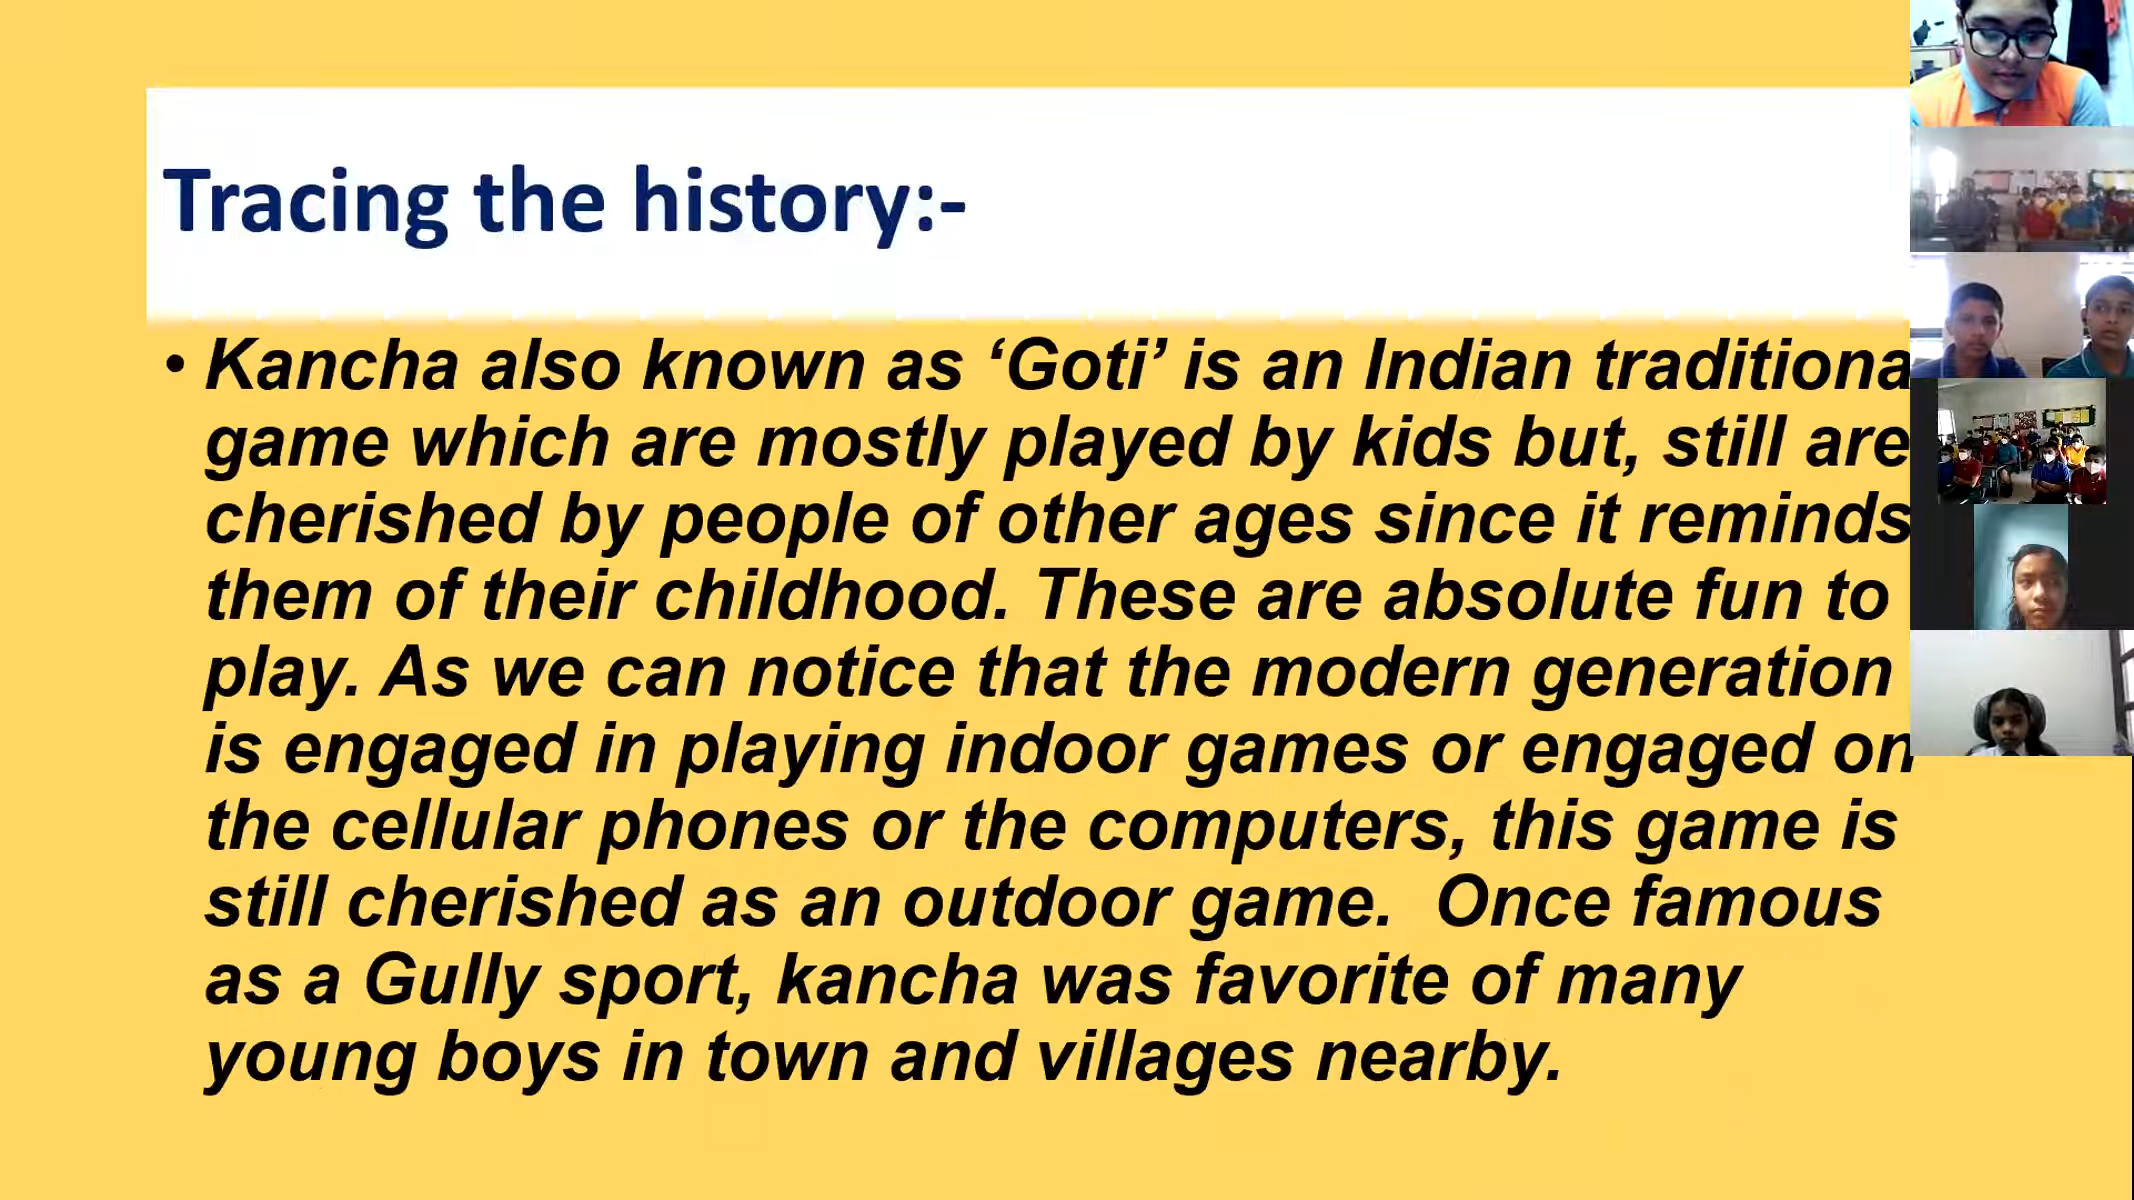 Tracing the history:-
• Kancha also known as ‘Goti’ is an Indian traditiona
game which are mostly played by kids but, still are
cherished by people of other ages since it reminds
them of their childhood. These are absolute fun to
play. As we can notice that the modern generation
is engaged in playing indoor games or engaged on
the cellular phones or the computers, this game is
still cherished as an outdoor game.  Once famous
as a Gully sport, kancha was favorite of many
young boys in town and villages nearby.